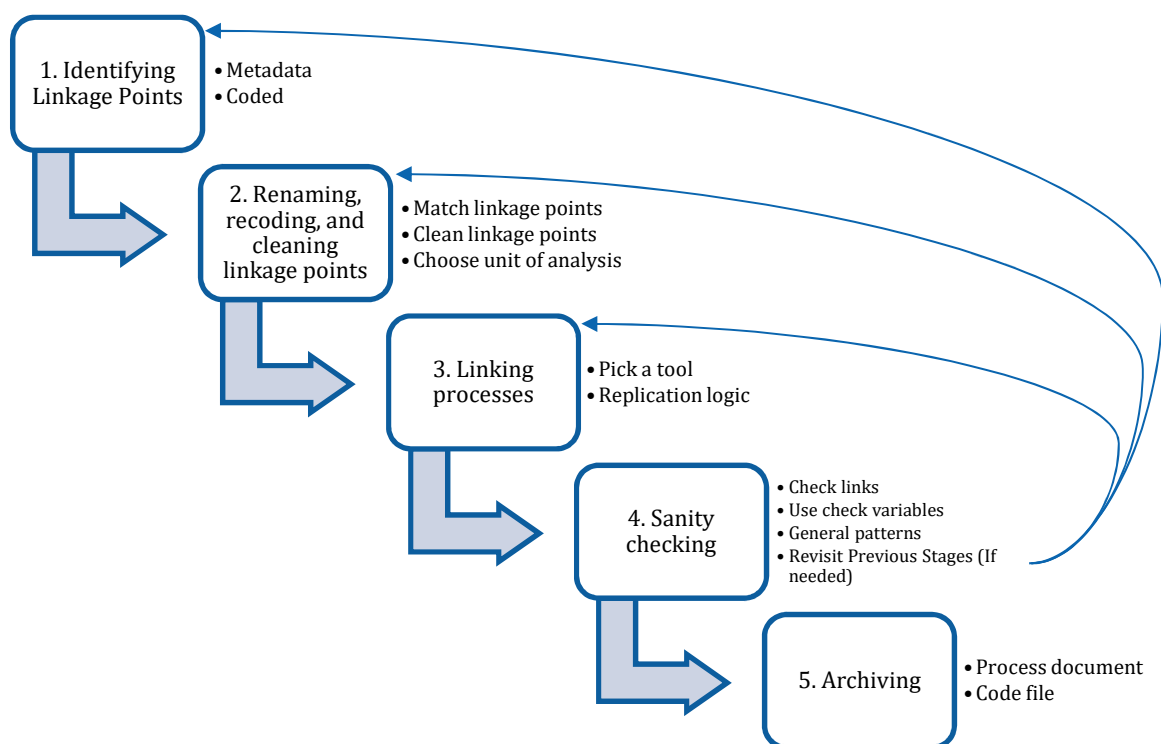 1. Identifying
Linkage Points
• Metadata
• Coded
2. Renaming,
recoding, and
cleaning
linkage points
• Match linkage points
• Clean linkage points
• Choose unit of analysis
3. Linking
processes
• Pick a tool
• Replication logic
4. Sanity
checking
• Check links
• Use check variables
• General patterns
• Revisit Previous Stages (If
needed)
5. Archiving
• Process document
• Code file